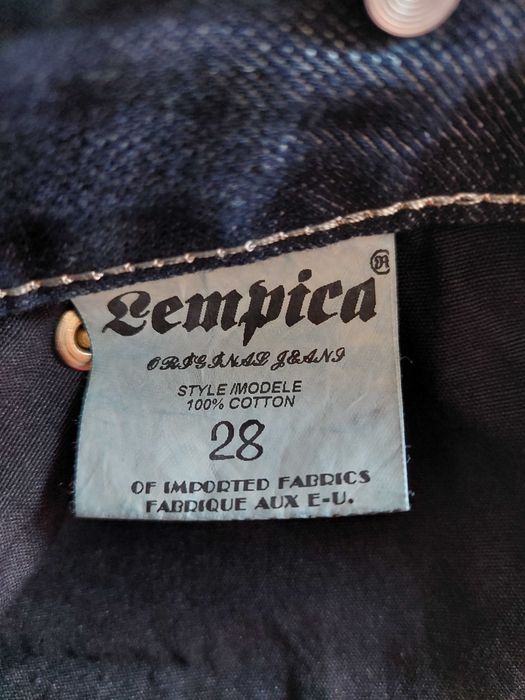 Lempica ®
ORIGINAL JEANS
STYLE/MODELE
100% COTTON
28
OF IMPORTED FABRICS
FABRIQUE AUX E-U.